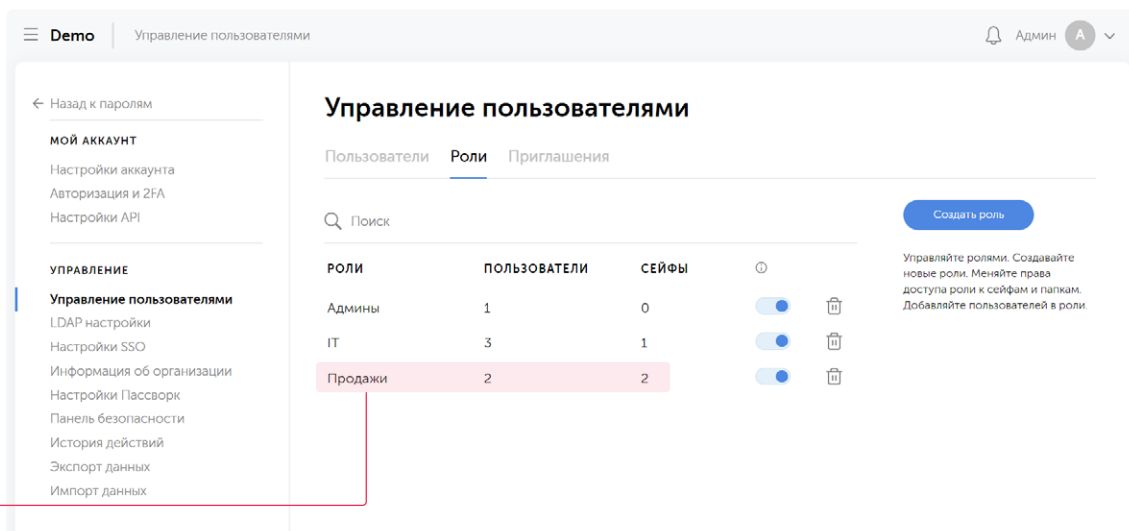 Demo
Управление пользователями
Админ
A
Назад к паролям
МОЙ АККАУНТ
Настройки аккаунта
Авторизация и 2FA
Настройки API
УПРАВЛЕНИЕ
Управление пользователями
LDAP настройки
Настройки SSO
Информация об организации
Настройки Пассворк
Панель безопасности
История действий
Экспорт данных
Импорт данных
Управление пользователями
Пользователи Роли Приглашения
Поиск
РОЛИ ПОЛЬЗОВАТЕЛИ СЕЙФЫ
Админы 1 0
IT 3 1
Продажи 2 2
Создать роль
Управляйте ролями. Создавайте
новые роли. Меняйте права
доступа роли к сейфам и папкам.
Добавляйте пользователей в роли.